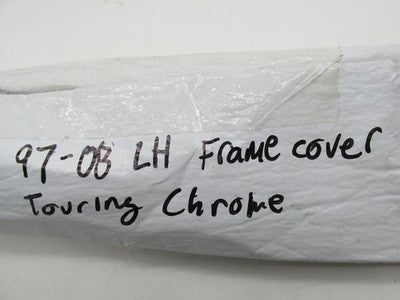 97-08 LH Frame cover
Touring Chrome